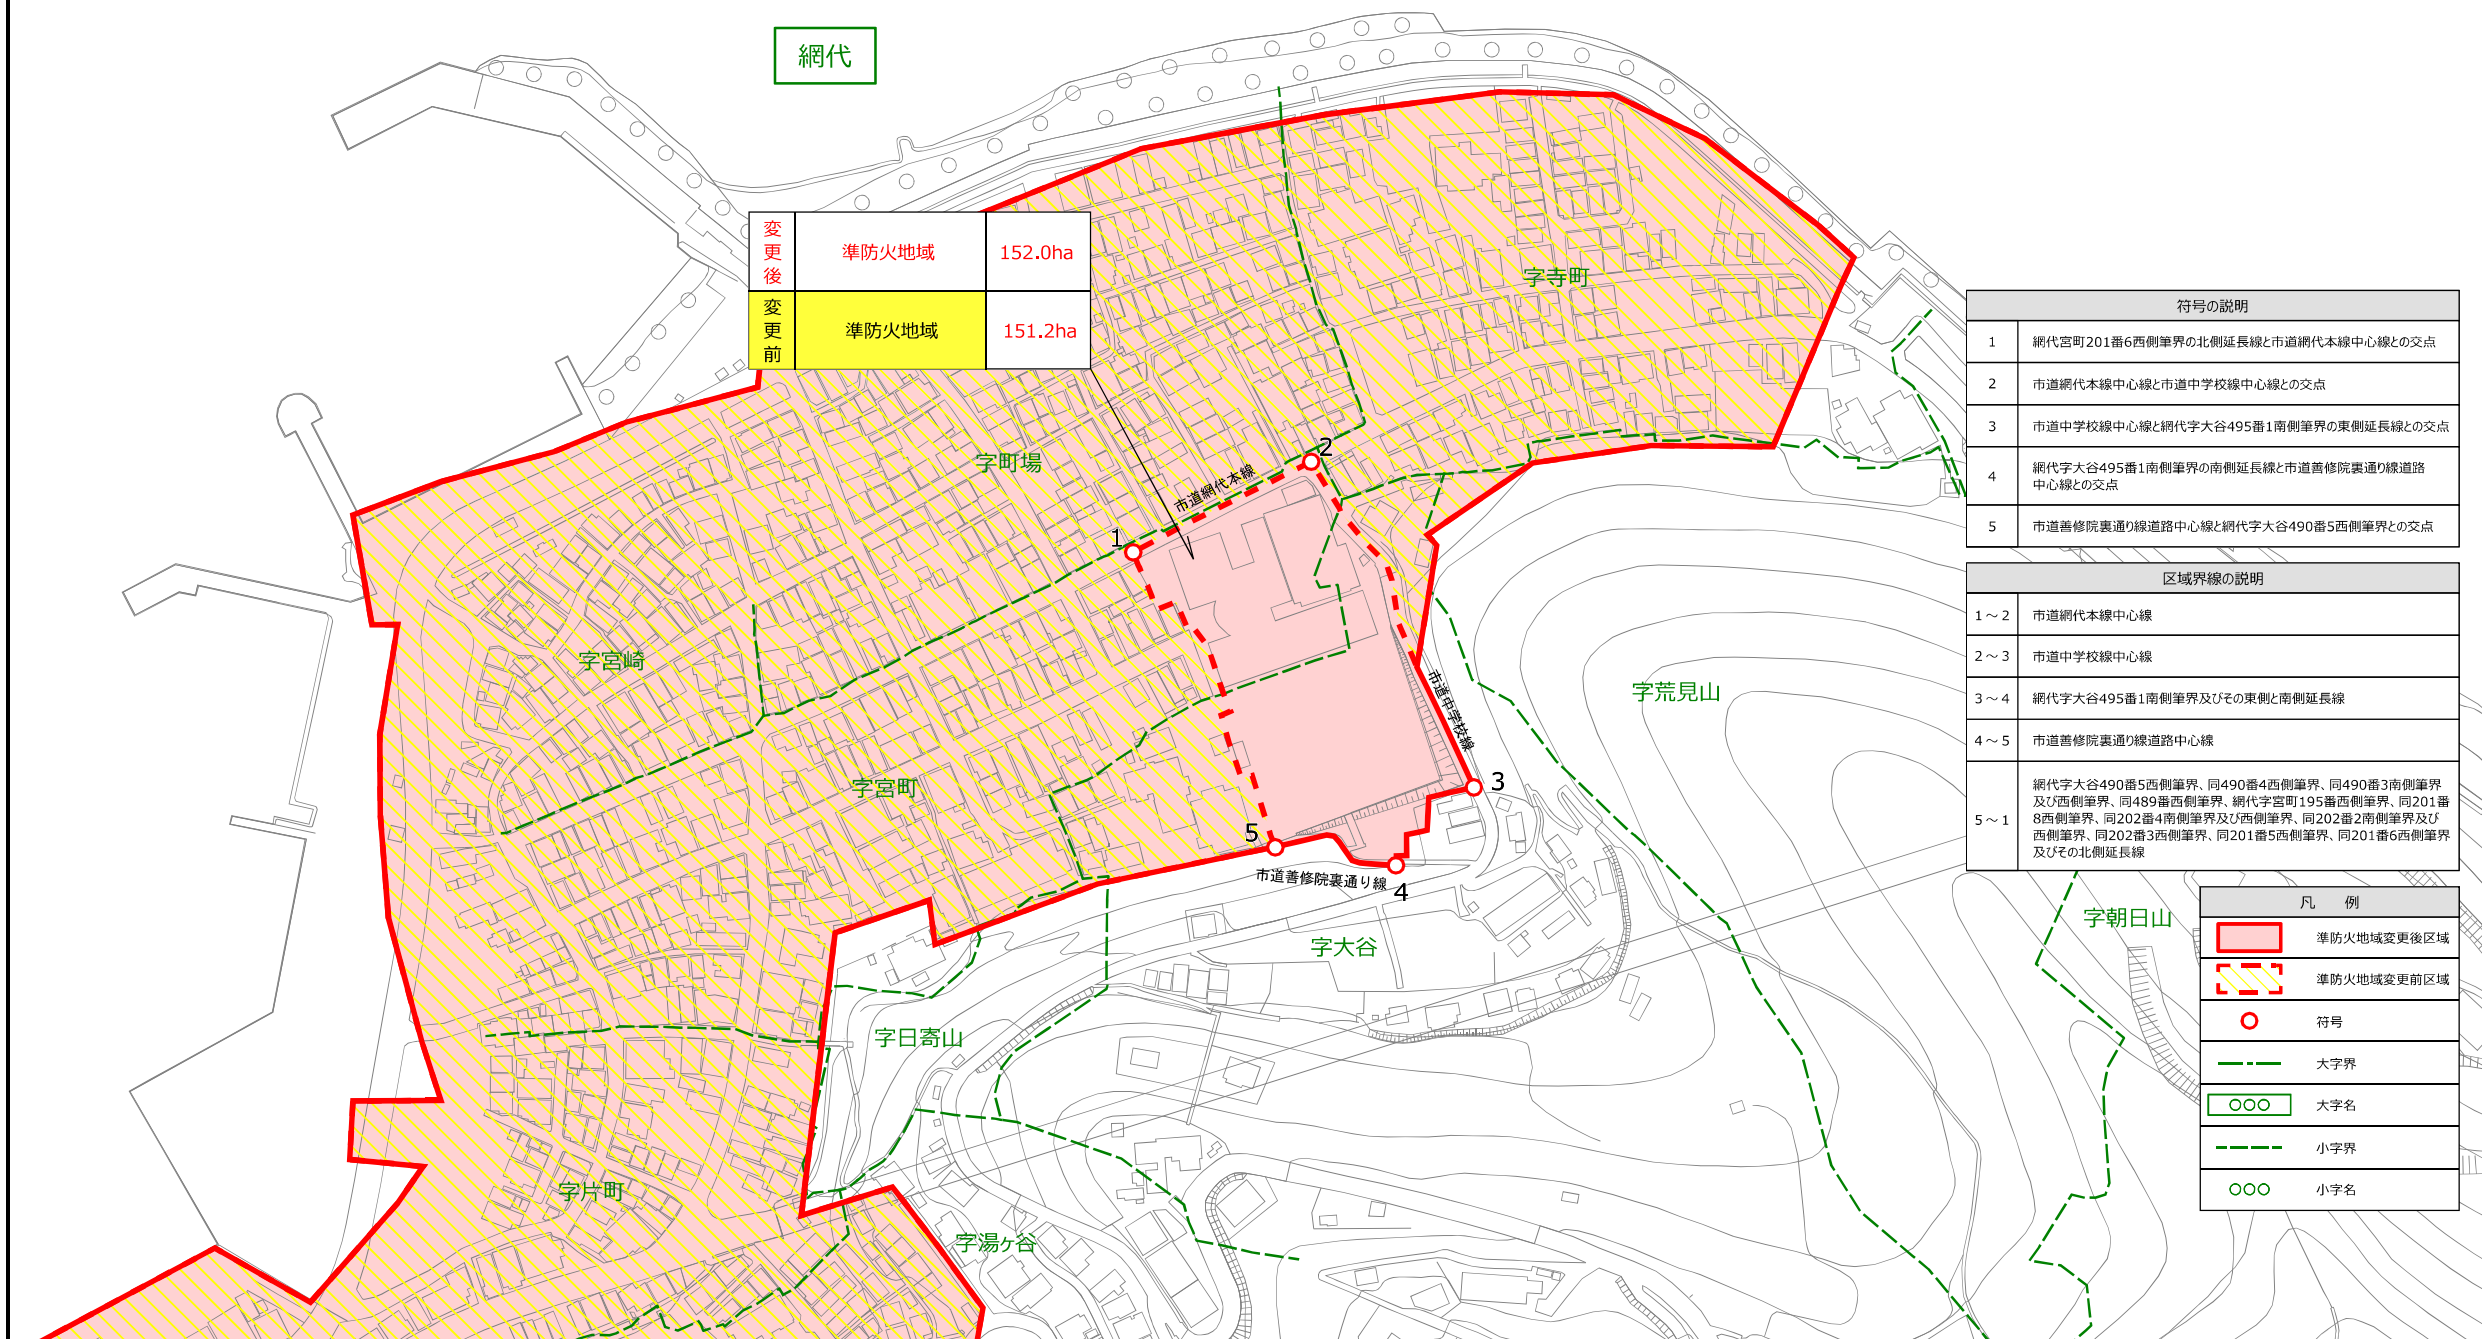 網代
変更後 準防火地域 152.0ha
変更前 準防火地域 151.2ha
字寺町
字町場
市道網代本線
1
2
字宮崎
字宮町
市道中学校線
字荒見山
3
5
4
市道善修院裏通り線
字大谷
字日寄山
字朝日山
字片町
字湯ヶ谷
符号の説明
1 網代宮町201番6西側筆界の北側延長線と市道網代本線中心線との交点
2 市道網代本線中心線と市道中学校線中心線との交点
3 市道中学校線中心線と網代字大谷495番1南側筆界の東側延長線との交点
4 網代字大谷495番1南側筆界の南側延長線と市道善修院裏通り線道路
中心線との交点
5 市道善修院裏通り線道路中心線と網代字大谷490番5西側筆界との交点
区域界線の説明
1～2 市道網代本線中心線
2～3 市道中学校線中心線
3～4 網代字大谷495番1南側筆界及びその東側と南側延長線
4～5 市道善修院裏通り線道路中心線
5～1 網代字大谷490番5西側筆界、同490番4西側筆界、同490番3南側筆界
及び西側筆界、同489番西側筆界、網代字宮町195番西側筆界、同201番
8西側筆界、同202番4南側筆界及び西側筆界、同202番2南側筆界及び
西側筆界、同202番3西側筆界、同201番5西側筆界、同201番6西側筆界
及びその北側延長線
凡 例
準防火地域変更後区域
準防火地域変更前区域
符号
大字界
○○○ 大字名
小字界
○○○ 小字名